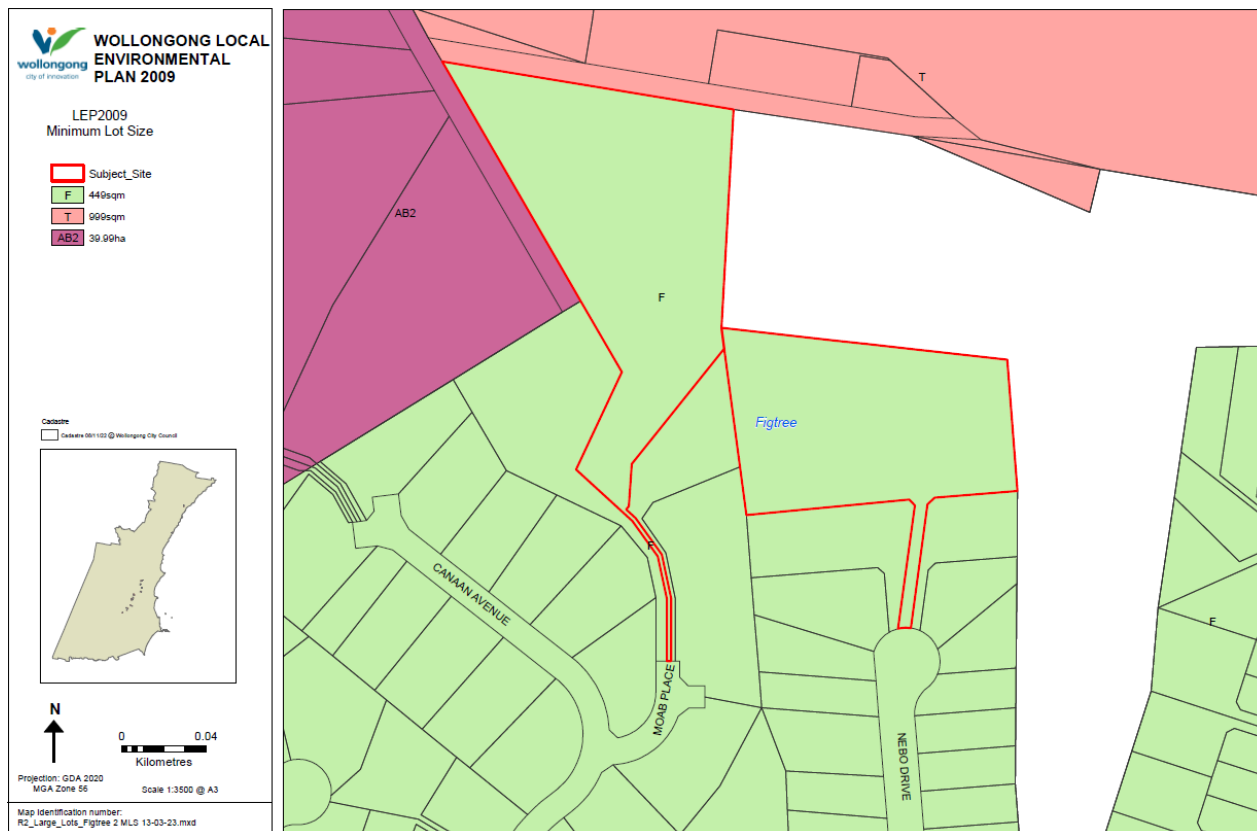 wollongong
city of innovation
WOLLONGONG LOCAL
ENVIRONMENTAL
PLAN 2009
LEP2009
Minimum Lot Size
Subject_Site
F 449sqm
T 999sqm
AB2 39.99ha
Cadastre
Cadastre 08/11/22 @ Wollongong City Council
N
0 0.04
Kilometres
Projection: GDA 2020
MGA Zone 56
Scale 1:3500 @ A3
Map Identification number:
R2_Large_Lots_Figtree 2 MLS 13-03-23.mxd
T
AB2
F
Figtree
F
CANAAN AVENUE
MOAB PLACE
NEBO DRIVE
F